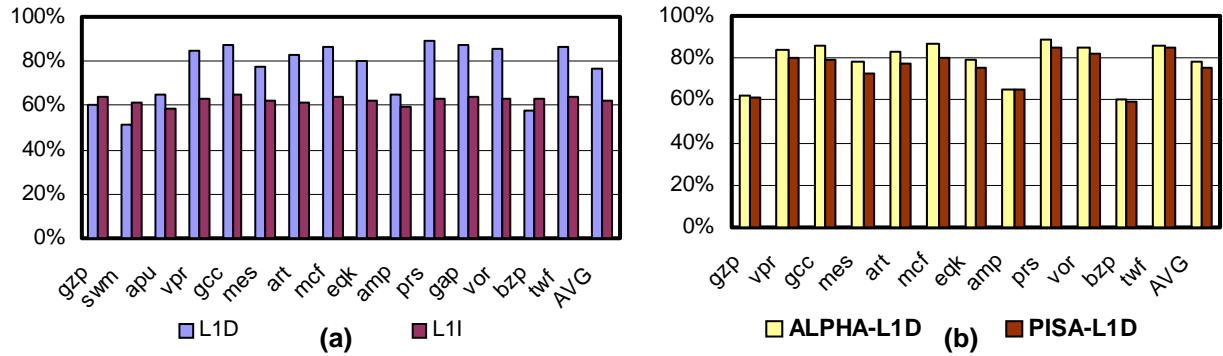 100%
80%
60%
40%
20%
0%
gzp swm apu vpr gcc mes art mcf eqk amp prs gap vor bzp twf AVG
L1D L1I
(a)
100%
80%
60%
40%
20%
0%
gzp vpr gcc mes art mcf eqk amp prs vor bzp twf AVG
ALPHA-L1D PISA-L1D
(b)